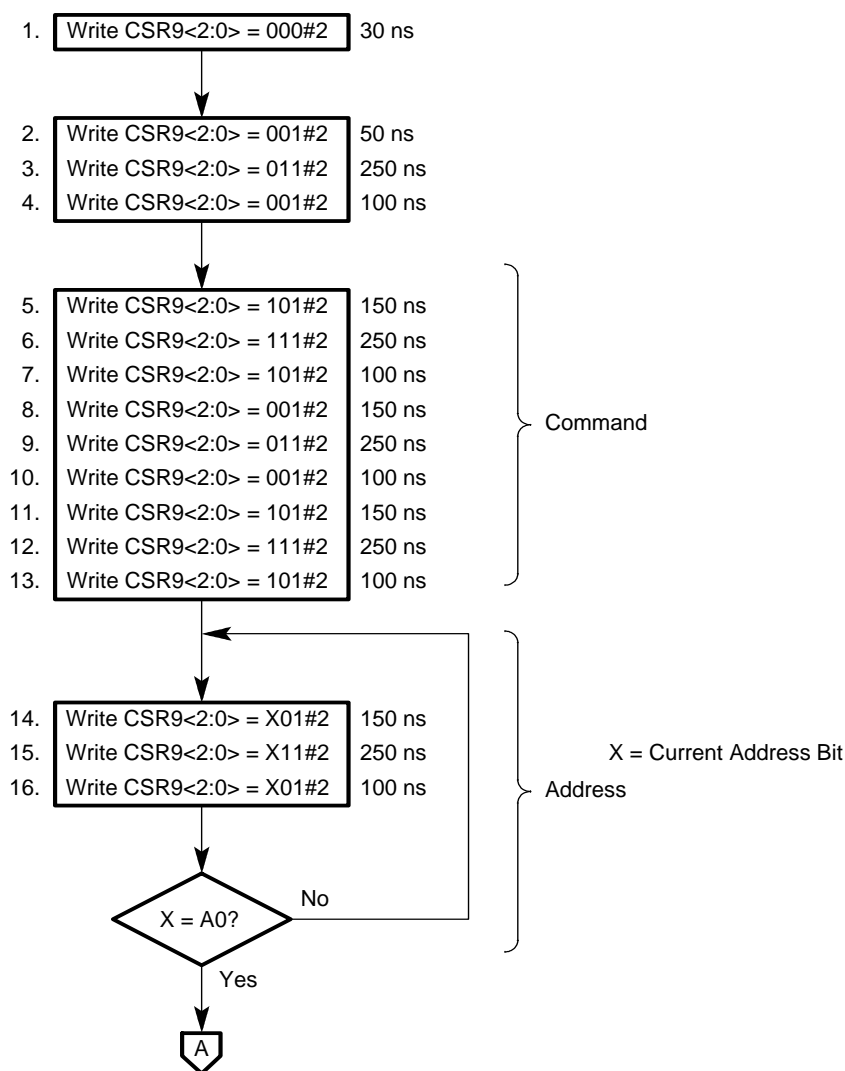 1. Write CSR9<2:0> = 000#2 30 ns
2. Write CSR9<2:0> = 001#2 50 ns
3. Write CSR9<2:0> = 011#2 250 ns
4. Write CSR9<2:0> = 001#2 100 ns
5. Write CSR9<2:0> = 101#2 150 ns
6. Write CSR9<2:0> = 111#2 250 ns
7. Write CSR9<2:0> = 101#2 100 ns
8. Write CSR9<2:0> = 001#2 150 ns
9. Write CSR9<2:0> = 011#2 250 ns
10. Write CSR9<2:0> = 001#2 100 ns
11. Write CSR9<2:0> = 101#2 150 ns
12. Write CSR9<2:0> = 111#2 250 ns
13. Write CSR9<2:0> = 101#2 100 ns
Command
14. Write CSR9<2:0> = X01#2 150 ns
15. Write CSR9<2:0> = X11#2 250 ns
16. Write CSR9<2:0> = X01#2 100 ns
X = Current Address Bit
Address
No
X = A0?
Yes
A